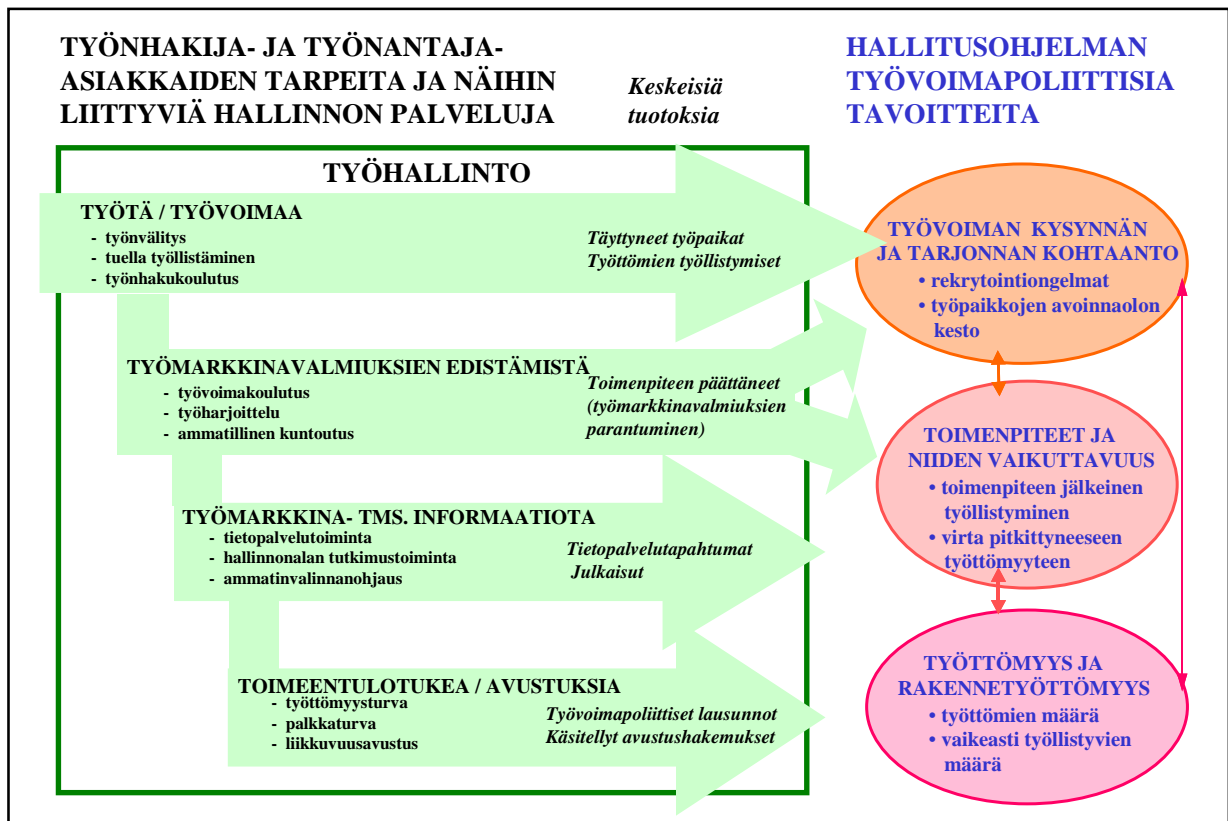 TYÖNHAKIJA- JA TYÖNANTAJA-
ASIAKKAIDEN TARPEITA JA NÄIHIN
LIITTYVIÄ HALLINNON PALVELUJA
Keskeisiä
tuotoksia
HALLITUSOHJELMAN
TYÖVOIMAPOLIITTISIA
TAVOITTEITA
TYÖHALLINTO
TYÖTÄ / TYÖVOIMAA
- työnvälitys
- tuella työllistäminen
- työnhakukoulutus
Täyttyneet työpaikat
Työttömien työllistymiset
TYÖMARKKINAVALMIUKSIEN EDISTÄMISTÄ
- työvoimakoulutus
- työharjoittelu
- ammatillinen kuntoutus
Toimenpiteen päättäneet
(työmarkkinavalmiuksien
parantuminen)
TYÖMARKKINA- TMS. INFORMAATIOTA
- tietopalvelutoiminta
- hallinnonalan tutkimustoiminta
- ammatinvalinnanohjaus
Tietopalvelutapahtumat
Julkaisut
TOIMEENTULOTUKEA / AVUSTUKSIA
- työttömyysturva
- palkkaturva
- liikkuvuusavustus
Työvoimapoliittiset lausunnot
Käsitellyt avustushakemukset
TYÖVOIMAN KYSYNNÄN
JA TARJONNAN KOHTAANTO
• rekrytointiongelmat
• työpaikkojen avoinnaolon
kesto
TOIMENPITEET JA
NIIDEN VAIKUTTAVUUS
• toimenpiteen jälkeinen
työllistyminen
• virta pitkittyneeseen
työttömyyteen
TYÖTTÖMYYS JA
RAKENNETYÖTTÖMYYS
• työttömien määrä
• vaikeasti työllistyvien
määrä